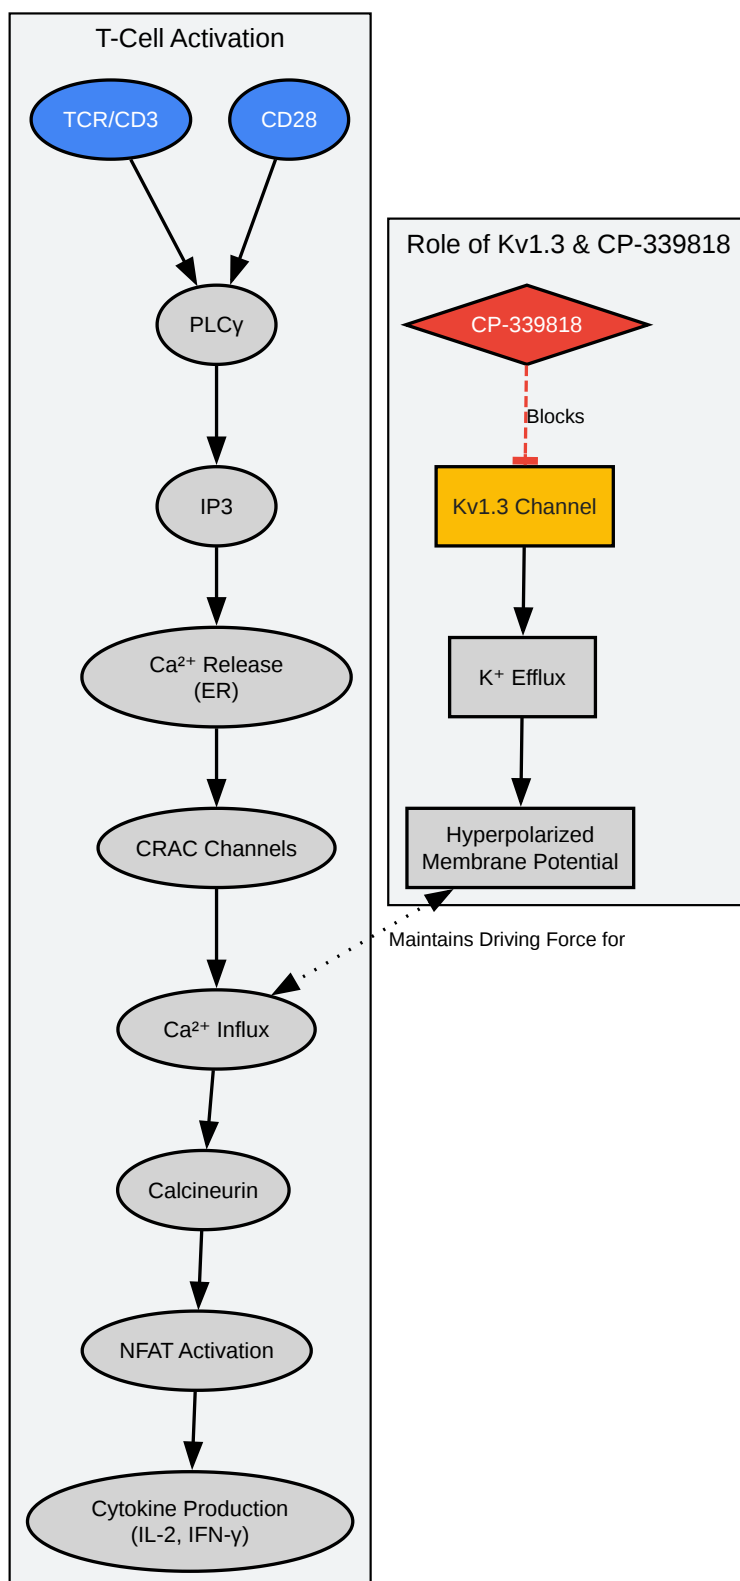 T-Cell Activation
TCR/CD3
CD28
PLCγ
IP3
Ca²⁺ Release
(ER)
CRAC Channels
Ca²⁺ Influx
Calcineurin
NFAT Activation
Cytokine Production
(IL-2, IFN-γ)
Role of Kv1.3 & CP-339818
CP-339818
Blocks
Kv1.3 Channel
K⁺ Efflux
Hyperpolarized
Membrane Potential
Maintains Driving Force for